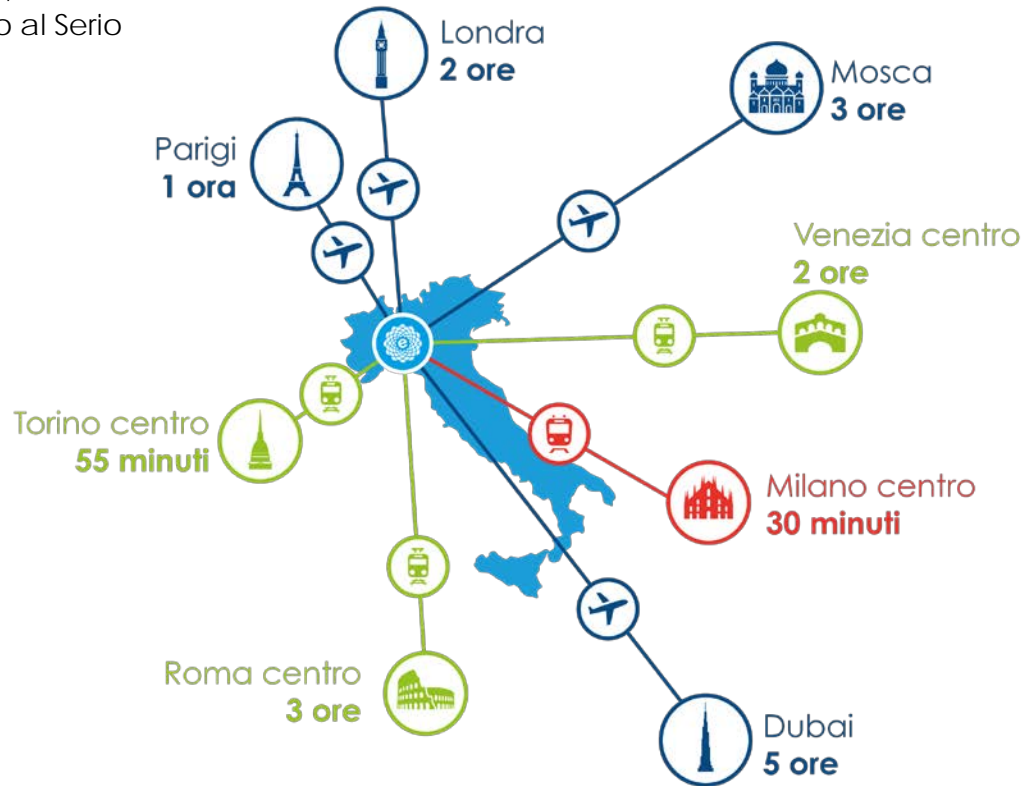 al Serio
Londra
2 ore
Mosca
3 ore
Parigi
1 ora
Venezia centro
2 ore
e
Torino centro
55 minuti
Milano centro
30 minuti
Roma centro
3 ore
Dubai
5 ore